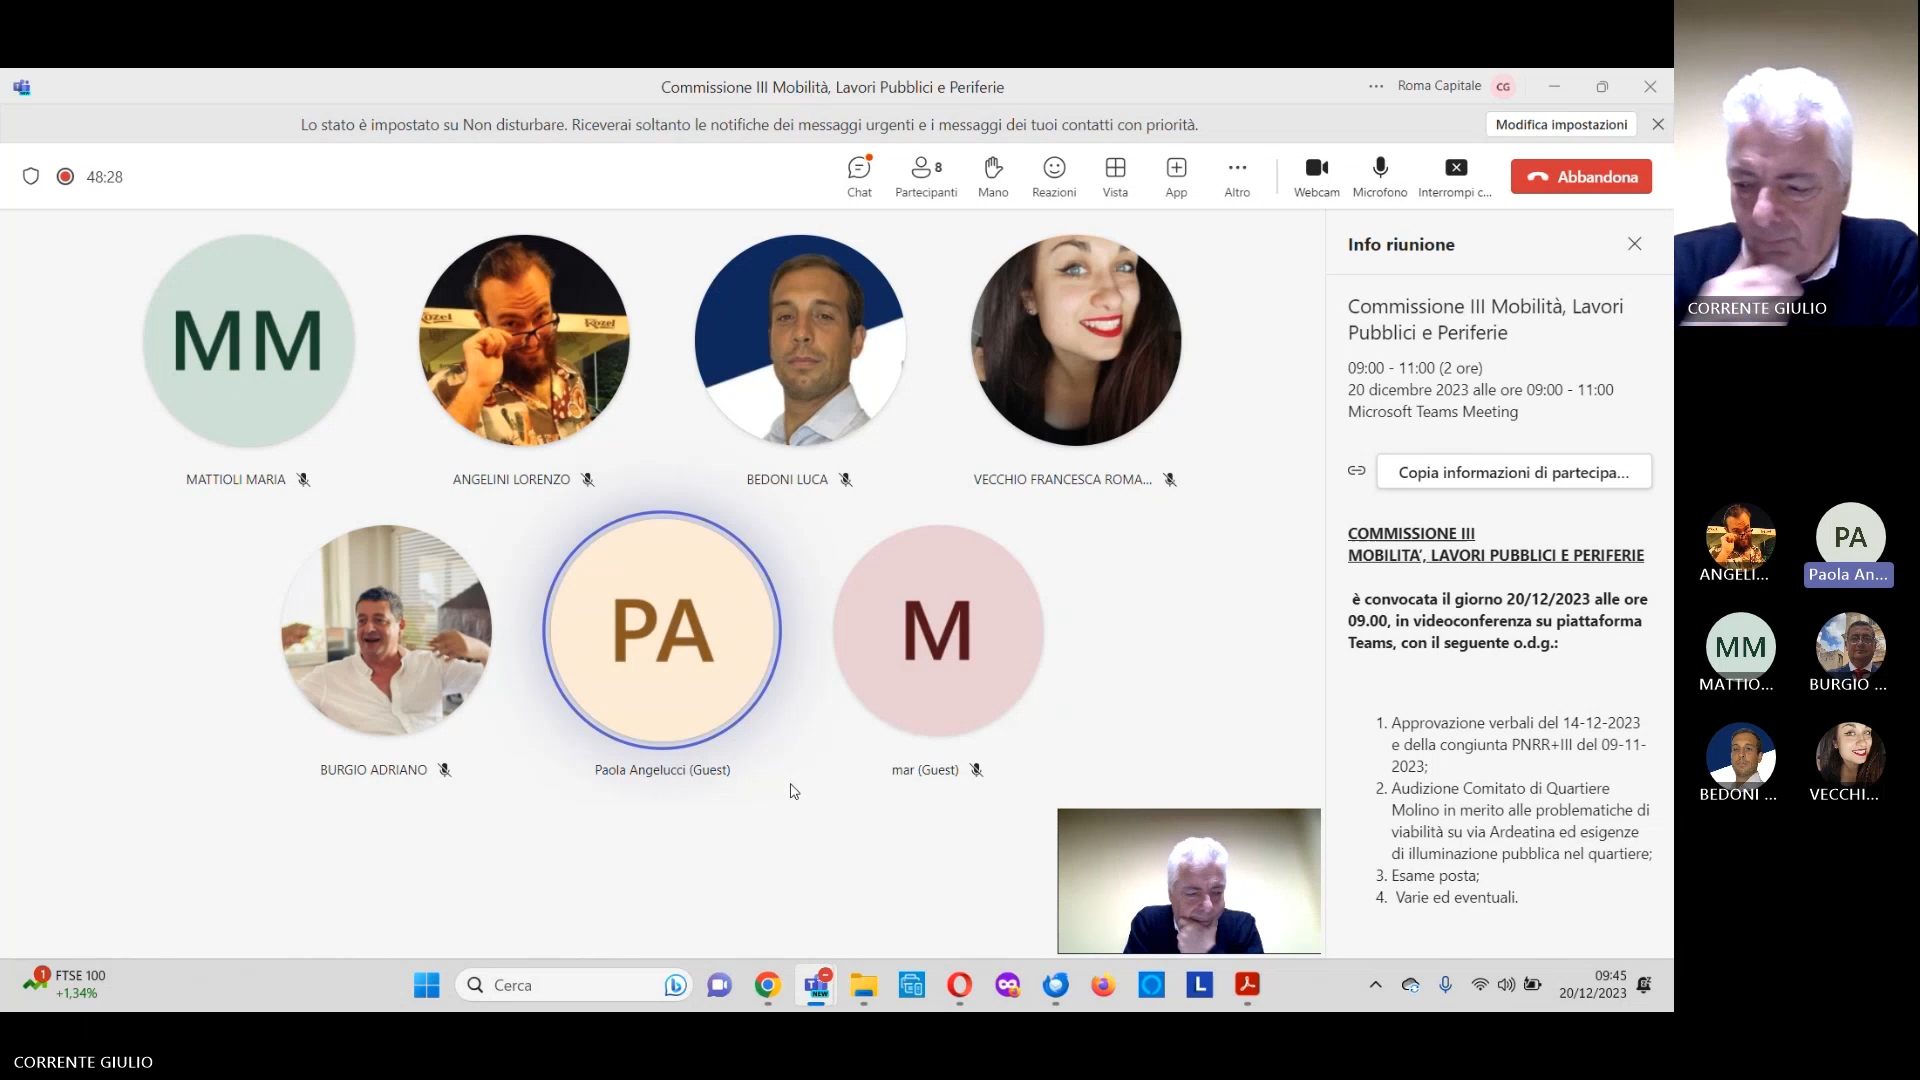 Commissione III Mobilità, Lavori Pubblici e Periferie
Roma Capitale
CG
Lo stato è impostato su Non disturbare. Riceverai soltanto le notifiche dei messaggi urgenti e i messaggi dei tuoi contatti con priorità.
Modifica impostazioni
48:28
Chat
8
Partecipanti
Mano
Reazioni
Vista
App
Altro
Webcam
Microfono
Interrompi c...
Abbandona
MM
MATTIOLI MARIA
Kozel
Kozel
ANGELINI LORENZO
BEDONI LUCA
VECCHIO FRANCESCA ROMA...
BURGIO ADRIANO
PA
Paola Angelucci (Guest)
M
mar (Guest)
Info riunione
Commissione III Mobilità, Lavori
Pubblici e Periferie
09:00 - 11:00 (2 ore)
20 dicembre 2023 alle ore 09:00 - 11:00
Microsoft Teams Meeting
Copia informazioni di partecipa...
COMMISSIONE III
MOBILITA’, LAVORI PUBBLICI E PERIFERIE
è convocata il giorno 20/12/2023 alle ore
09.00, in videoconferenza su piattaforma
Teams, con il seguente o.d.g.:
1. Approvazione verbali del 14-12-2023
e della congiunta PNRR+III del 09-11-
2023;
2. Audizione Comitato di Quartiere
Molino in merito alle problematiche di
viabilità su via Ardeatina ed esigenze
di illuminazione pubblica nel quartiere;
3. Esame posta;
4. Varie ed eventuali.
CORRENTE GIULIO
ANGELI...
PA
Paola An...
MM
MATTIO...
BURGIO ...
BEDONI ...
VECCHI...
1
FTSE 100
+1,34%
Cerca
NEW
L
09:45
20/12/2023
CORRENTE GIULIO